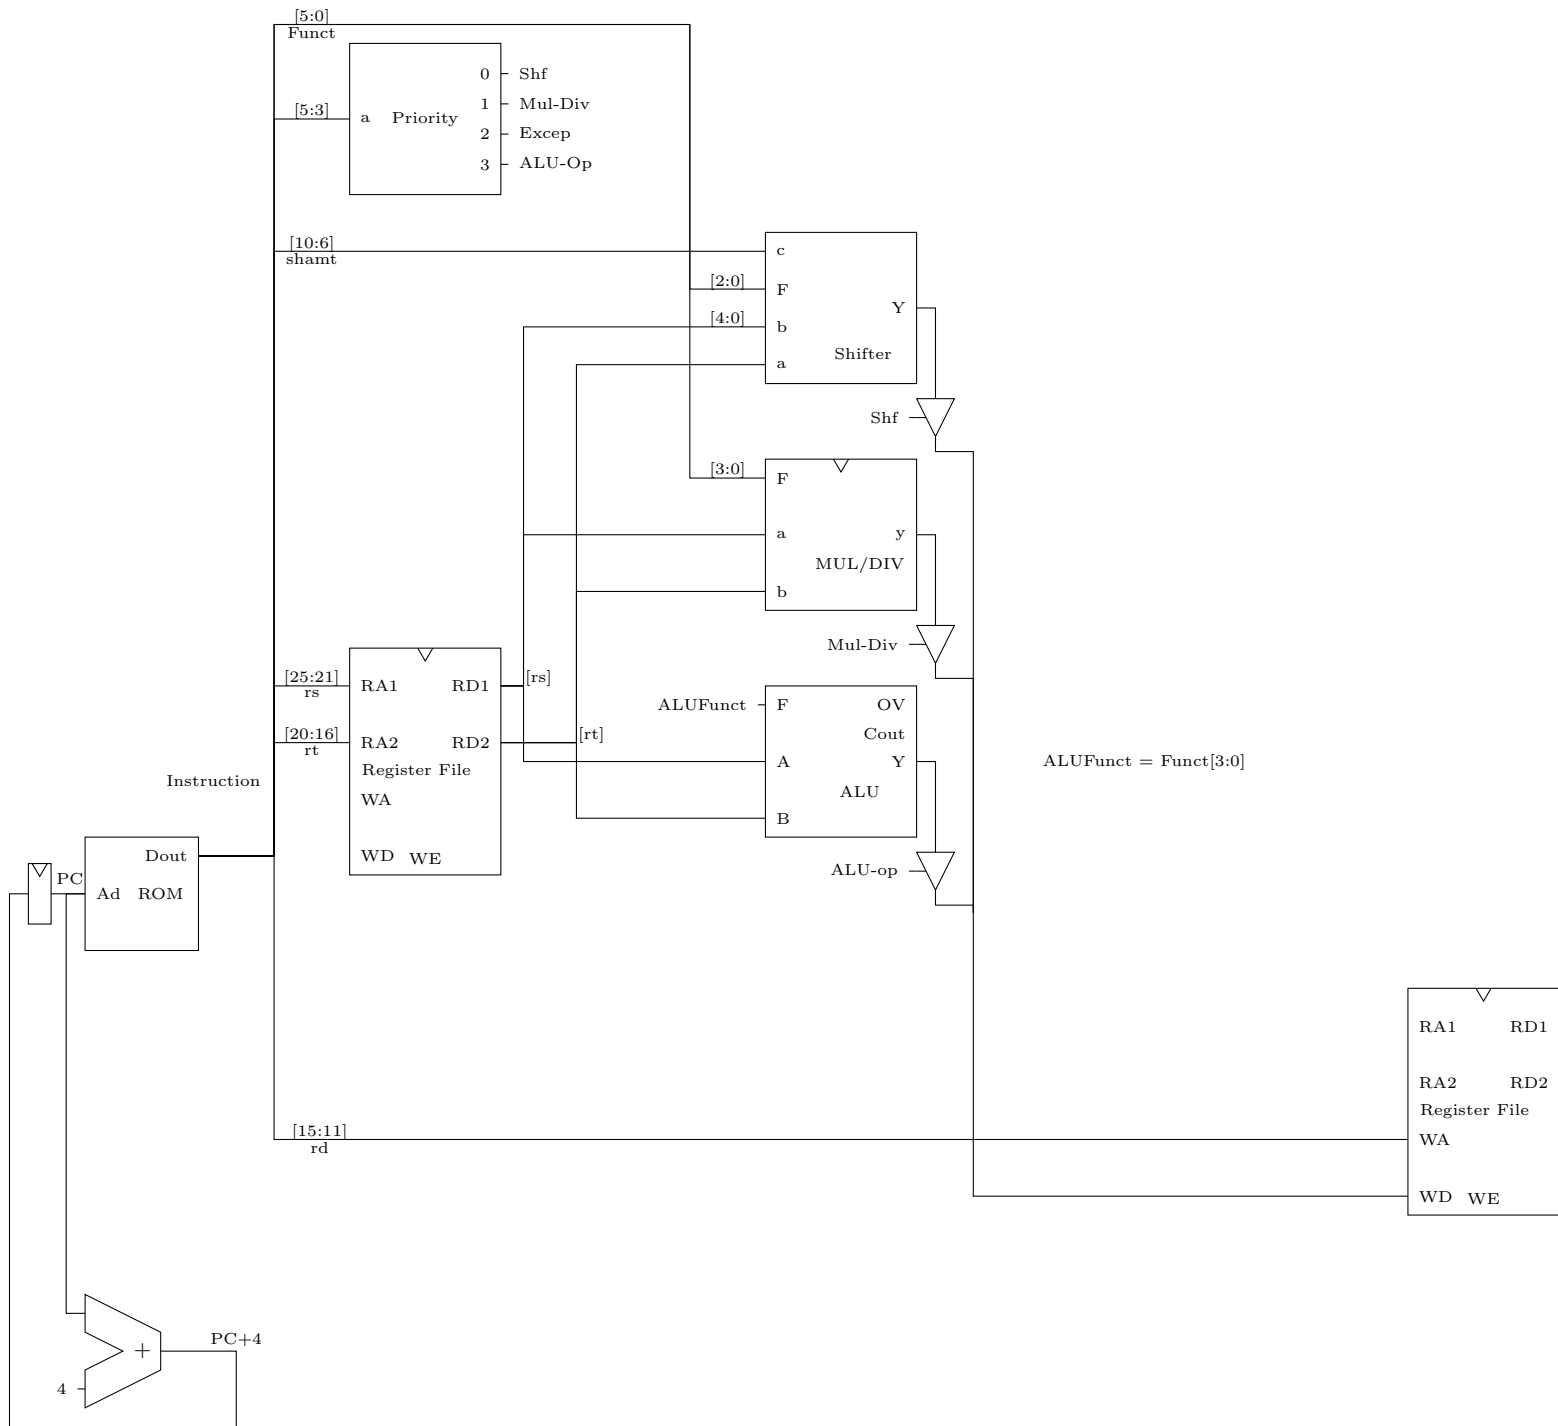 [5:0]
Funct
0 Shf
1 Mul-Div
[5:3] a Priority
2 Excep
3 ALU-Op
[10:6]
shamt
c
[2:0] F
Y
[4:0] b
Shifter
a
Shf
[3:0] F
a y
MUL/DIV
b
Mul-Div
[25:21]
rs
RA1 RD1 [rs]
ALUFunct F OV
[20:16]
rt
RA2 RD2 [rt]
Cout
A Y
ALUFunct = Funct[3:0]
Register File
Instruction
ALU
WA
B
Dout
WD WE
ALU-op
PC
Ad ROM
RA1 RD1
RA2 RD2
Register File
[15:11]
rd
WA
WD WE
PC+4
+
4